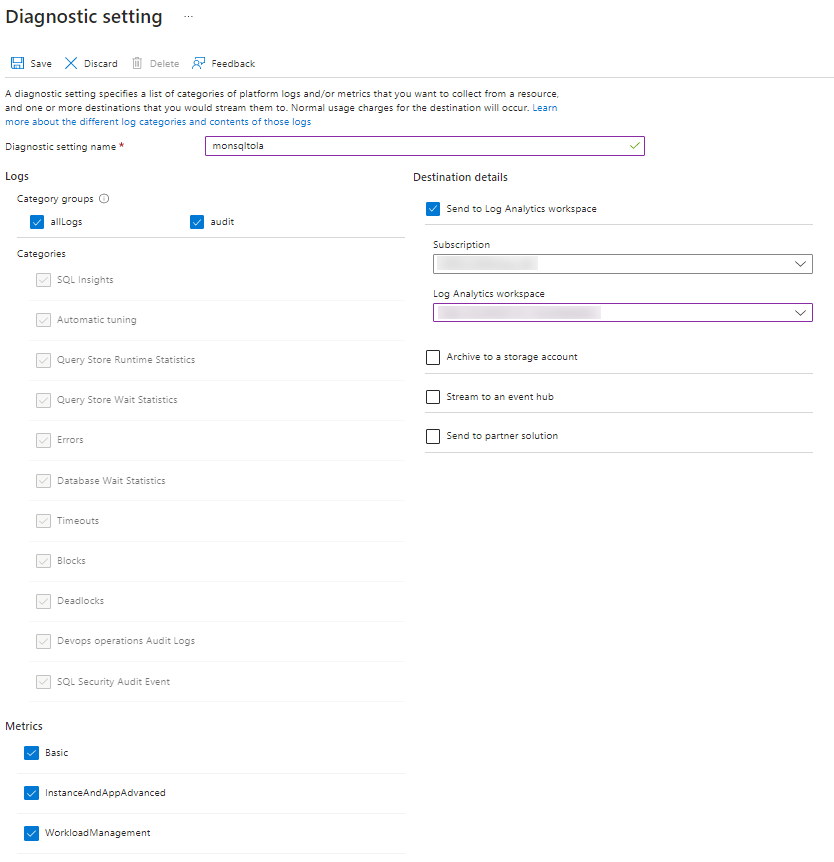 Diagnostic setting ...
Save Discard Delete Feedback
A diagnostic setting specifies a list of categories of platform logs and/or metrics that you want to collect from a resource,
and one or more destinations that you would stream them to. Normal usage charges for the destination will occur. Learn
more about the different log categories and contents of those logs
Diagnostic setting name *
monsqltola
Logs
Category groups
allLogs
audit
Categories
SQL Insights
Automatic tuning
Query Store Runtime Statistics
Query Store Wait Statistics
Errors
Database Wait Statistics
Timeouts
Blocks
Deadlocks
Devops operations Audit Logs
SQL Security Audit Event
Metrics
Basic
InstanceAndAppAdvanced
WorkloadManagement
Destination details
Send to Log Analytics workspace
Subscription
Log Analytics workspace
Archive to a storage account
Stream to an event hub
Send to partner solution